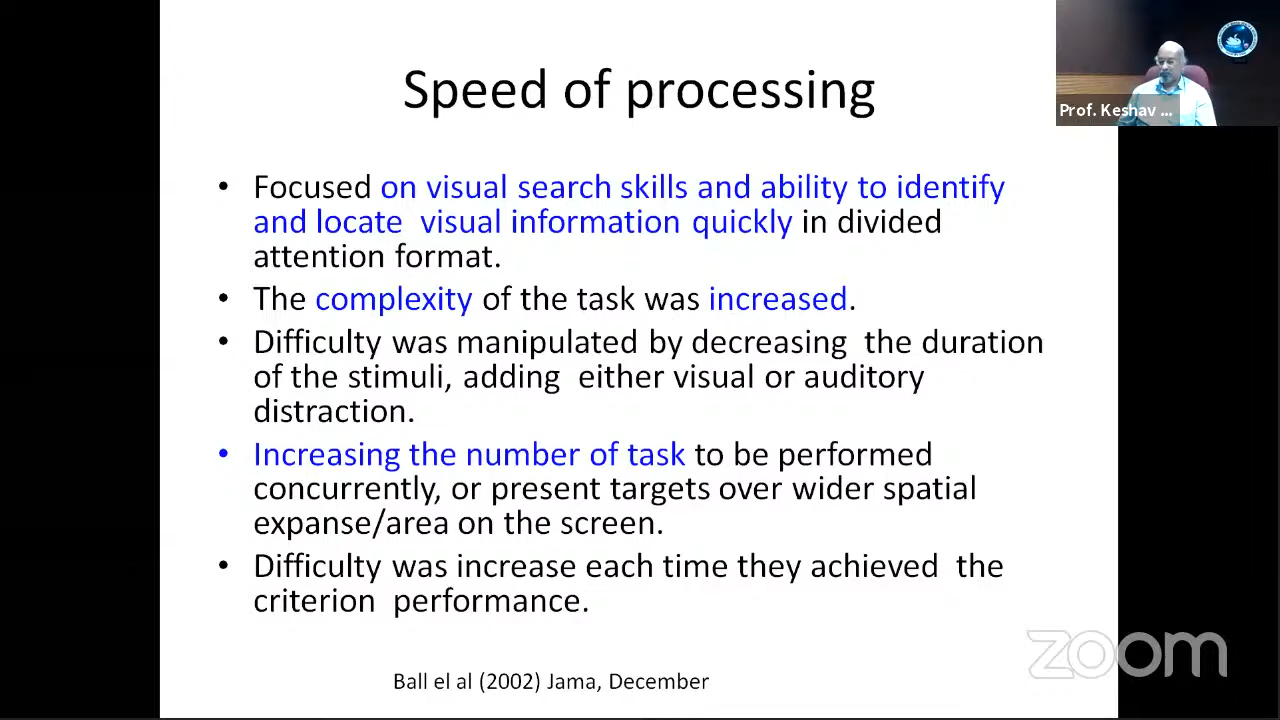 Speed of processing
Prof. Keshav ...
• Focused on visual search skills and ability to identify
and locate visual information quickly in divided
attention format.
• The complexity of the task was increased.
• Difficulty was manipulated by decreasing the duration
of the stimuli, adding either visual or auditory
distraction.
• Increasing the number of task to be performed
concurrently, or present targets over wider spatial
expanse/area on the screen.
• Difficulty was increase each time they achieved the
criterion performance.
zoom
Ball el al (2002) Jama, December